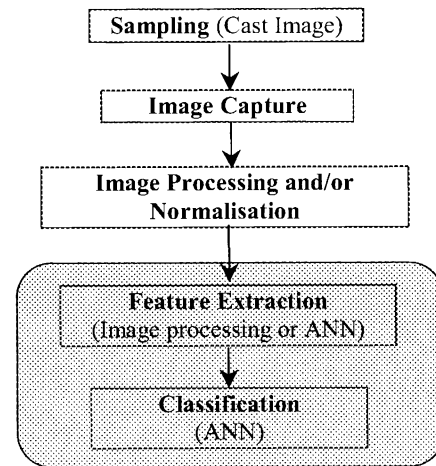 Sampling (Cast Image)
Image Capture
Image Processing and/or
Normalisation
Feature Extraction
(Image processing or ANN)
Classification
(ANN)